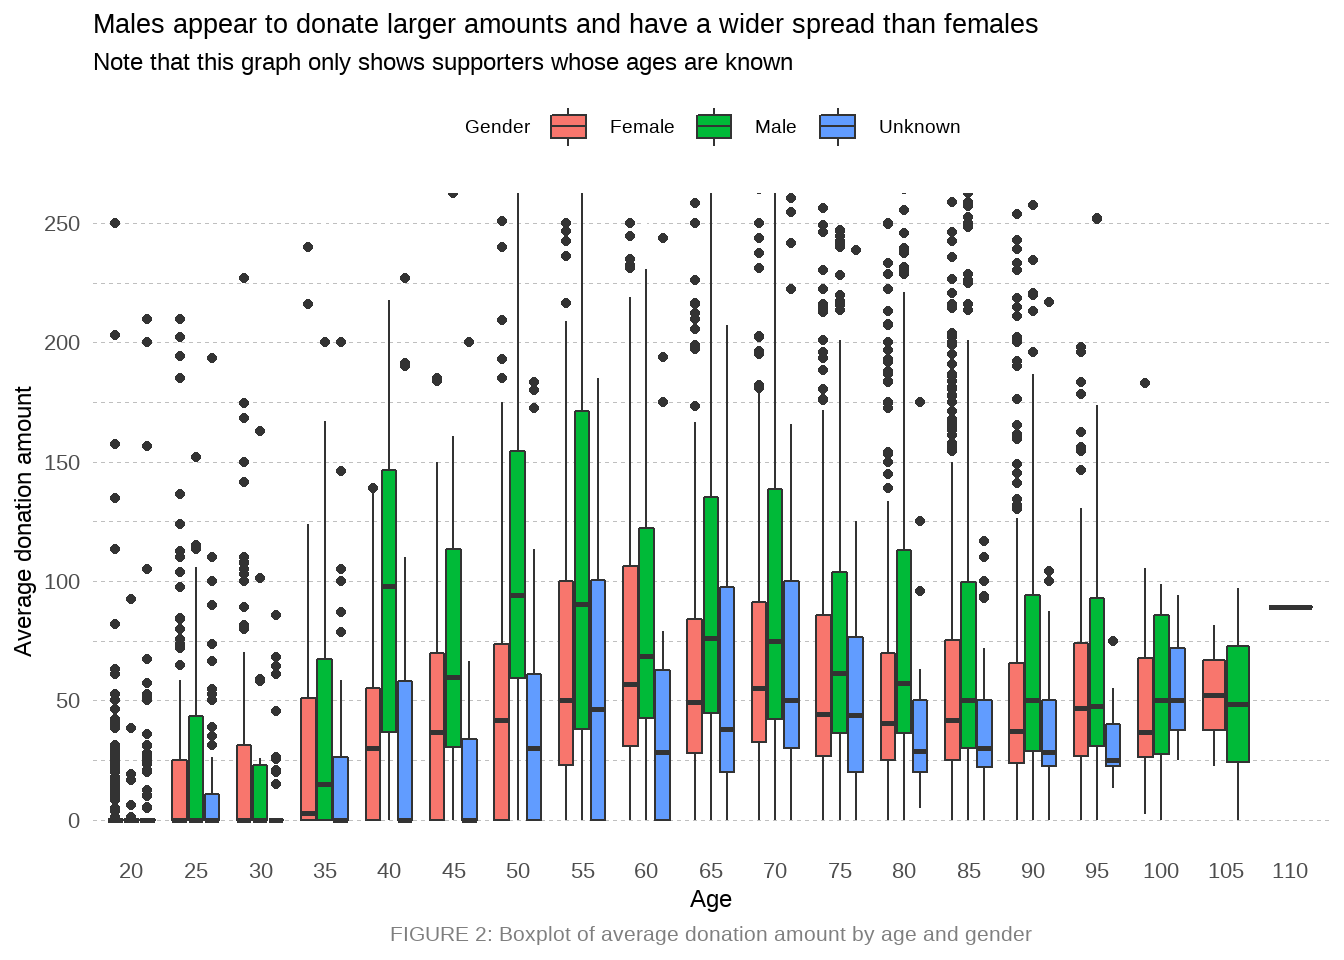 Males appear to donate larger amounts and have a wider spread than females
Note that this graph only shows supporters whose ages are known
Gender Female Male Unknown
Average donation amount
250
200
150
100
50
0
20 25 30 35 40 45 50 55 60 65 70 75 80 85 90 95 100 105 110
Age
FIGURE 2: Boxplot of average donation amount by age and gender